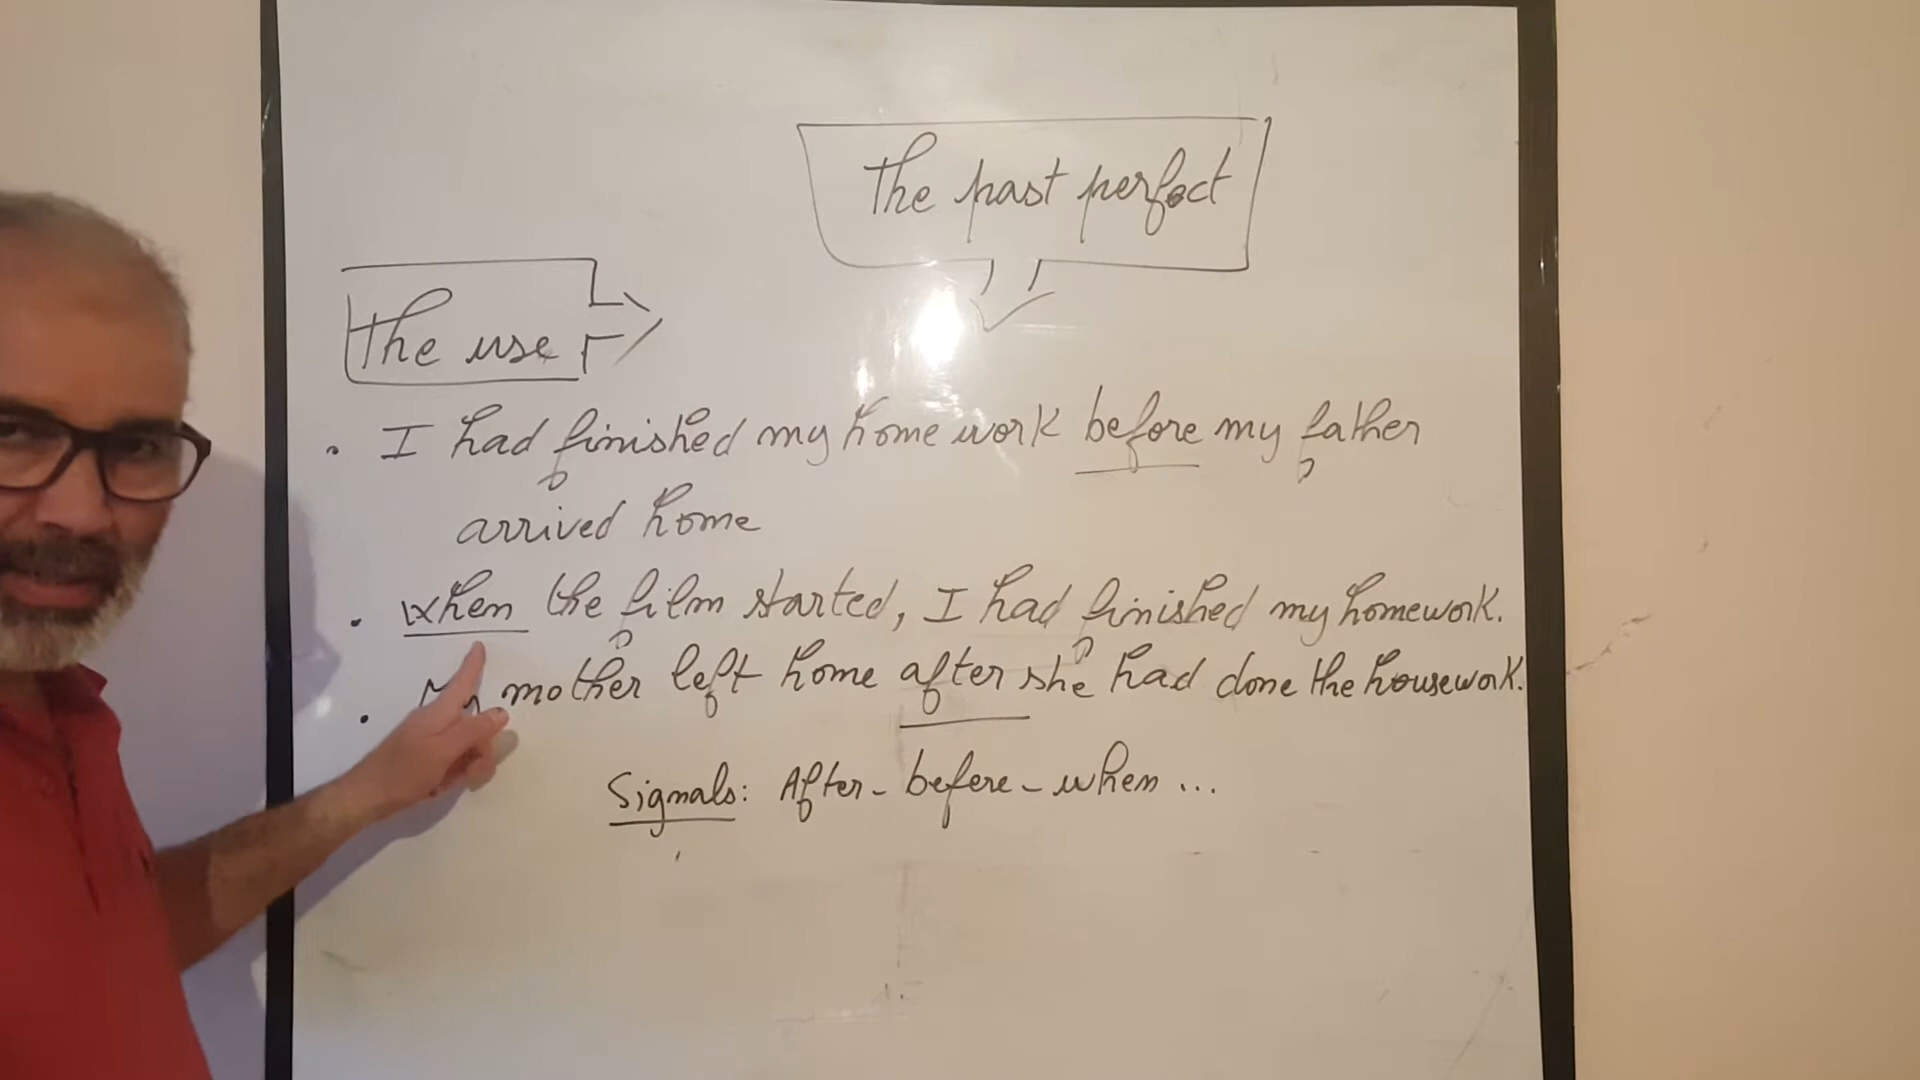 The past perfect
The use
. I had finished my home work before my father
arrived home
. When the film started, I had finished my homework.
. My mother left home after she had done the housework.
Signals: After - before - when ...